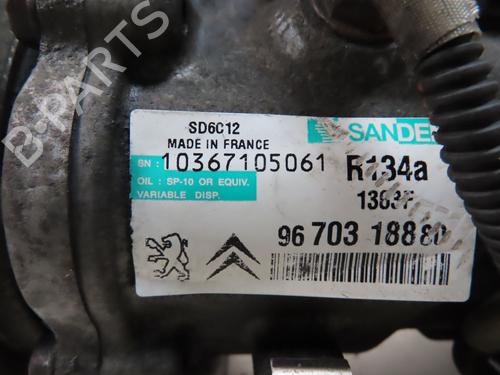 SD6C12
MADE IN FRANCE
SANDE
SN : 10367105061
R134a
OIL : SP-10 OR EQUIV.
VARIABLE DISP.
96 703 188 80
B-PARTS